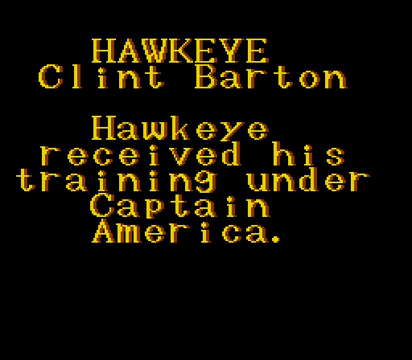 HAWKEYE
Clint Barton
Hawkeye
received his
training under
Captain
America.